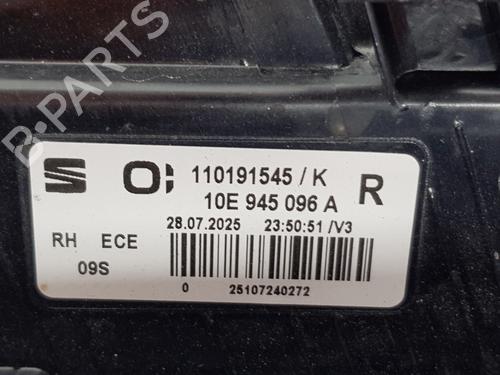 B-PARTS
110191545 / K
10E 945 096 A
R
28.07.2025 23:50:51 /V3
RH ECE
09S
0 25107240272